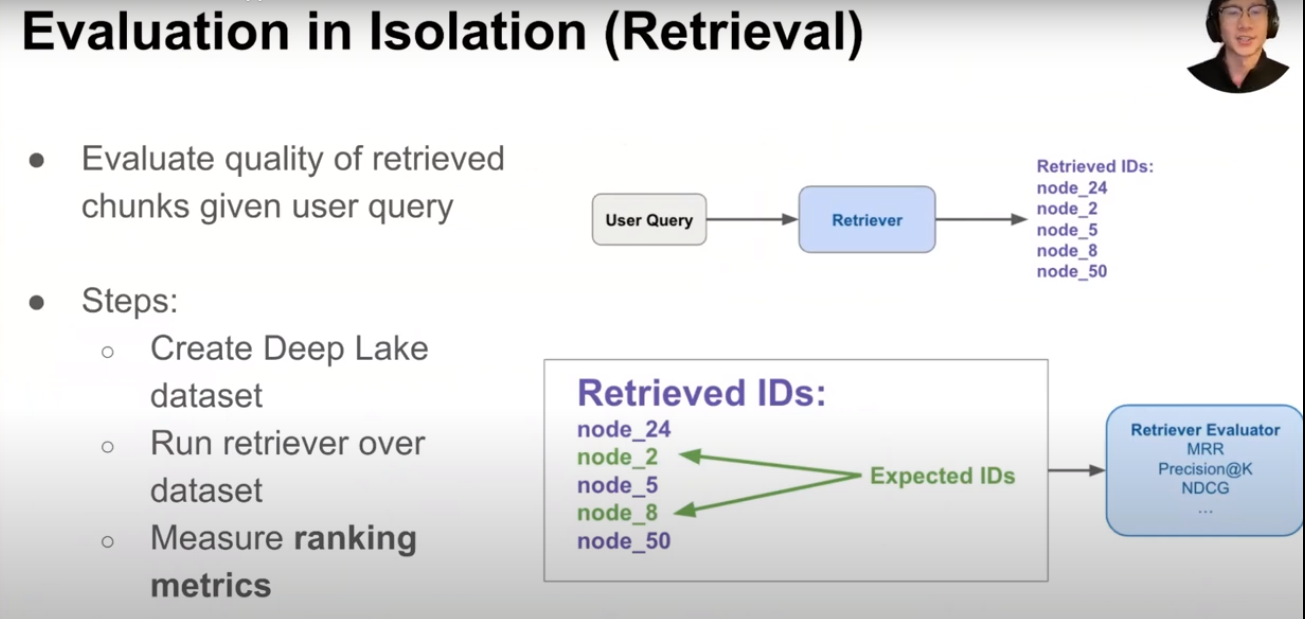 Evaluation in Isolation (Retrieval)
● Evaluate quality of retrieved
chunks given user query
● Steps:
○ Create Deep Lake
dataset
○ Run retriever over
dataset
○ Measure ranking
metrics
User Query
Retriever
Retrieved IDs:
node_24
node_2
node_5
node_8
node_50
Retrieved IDs:
node_24
node_2
node_5
node_8
node_50
Expected IDs
Retriever Evaluator
MRR
Precision@K
NDCG
...